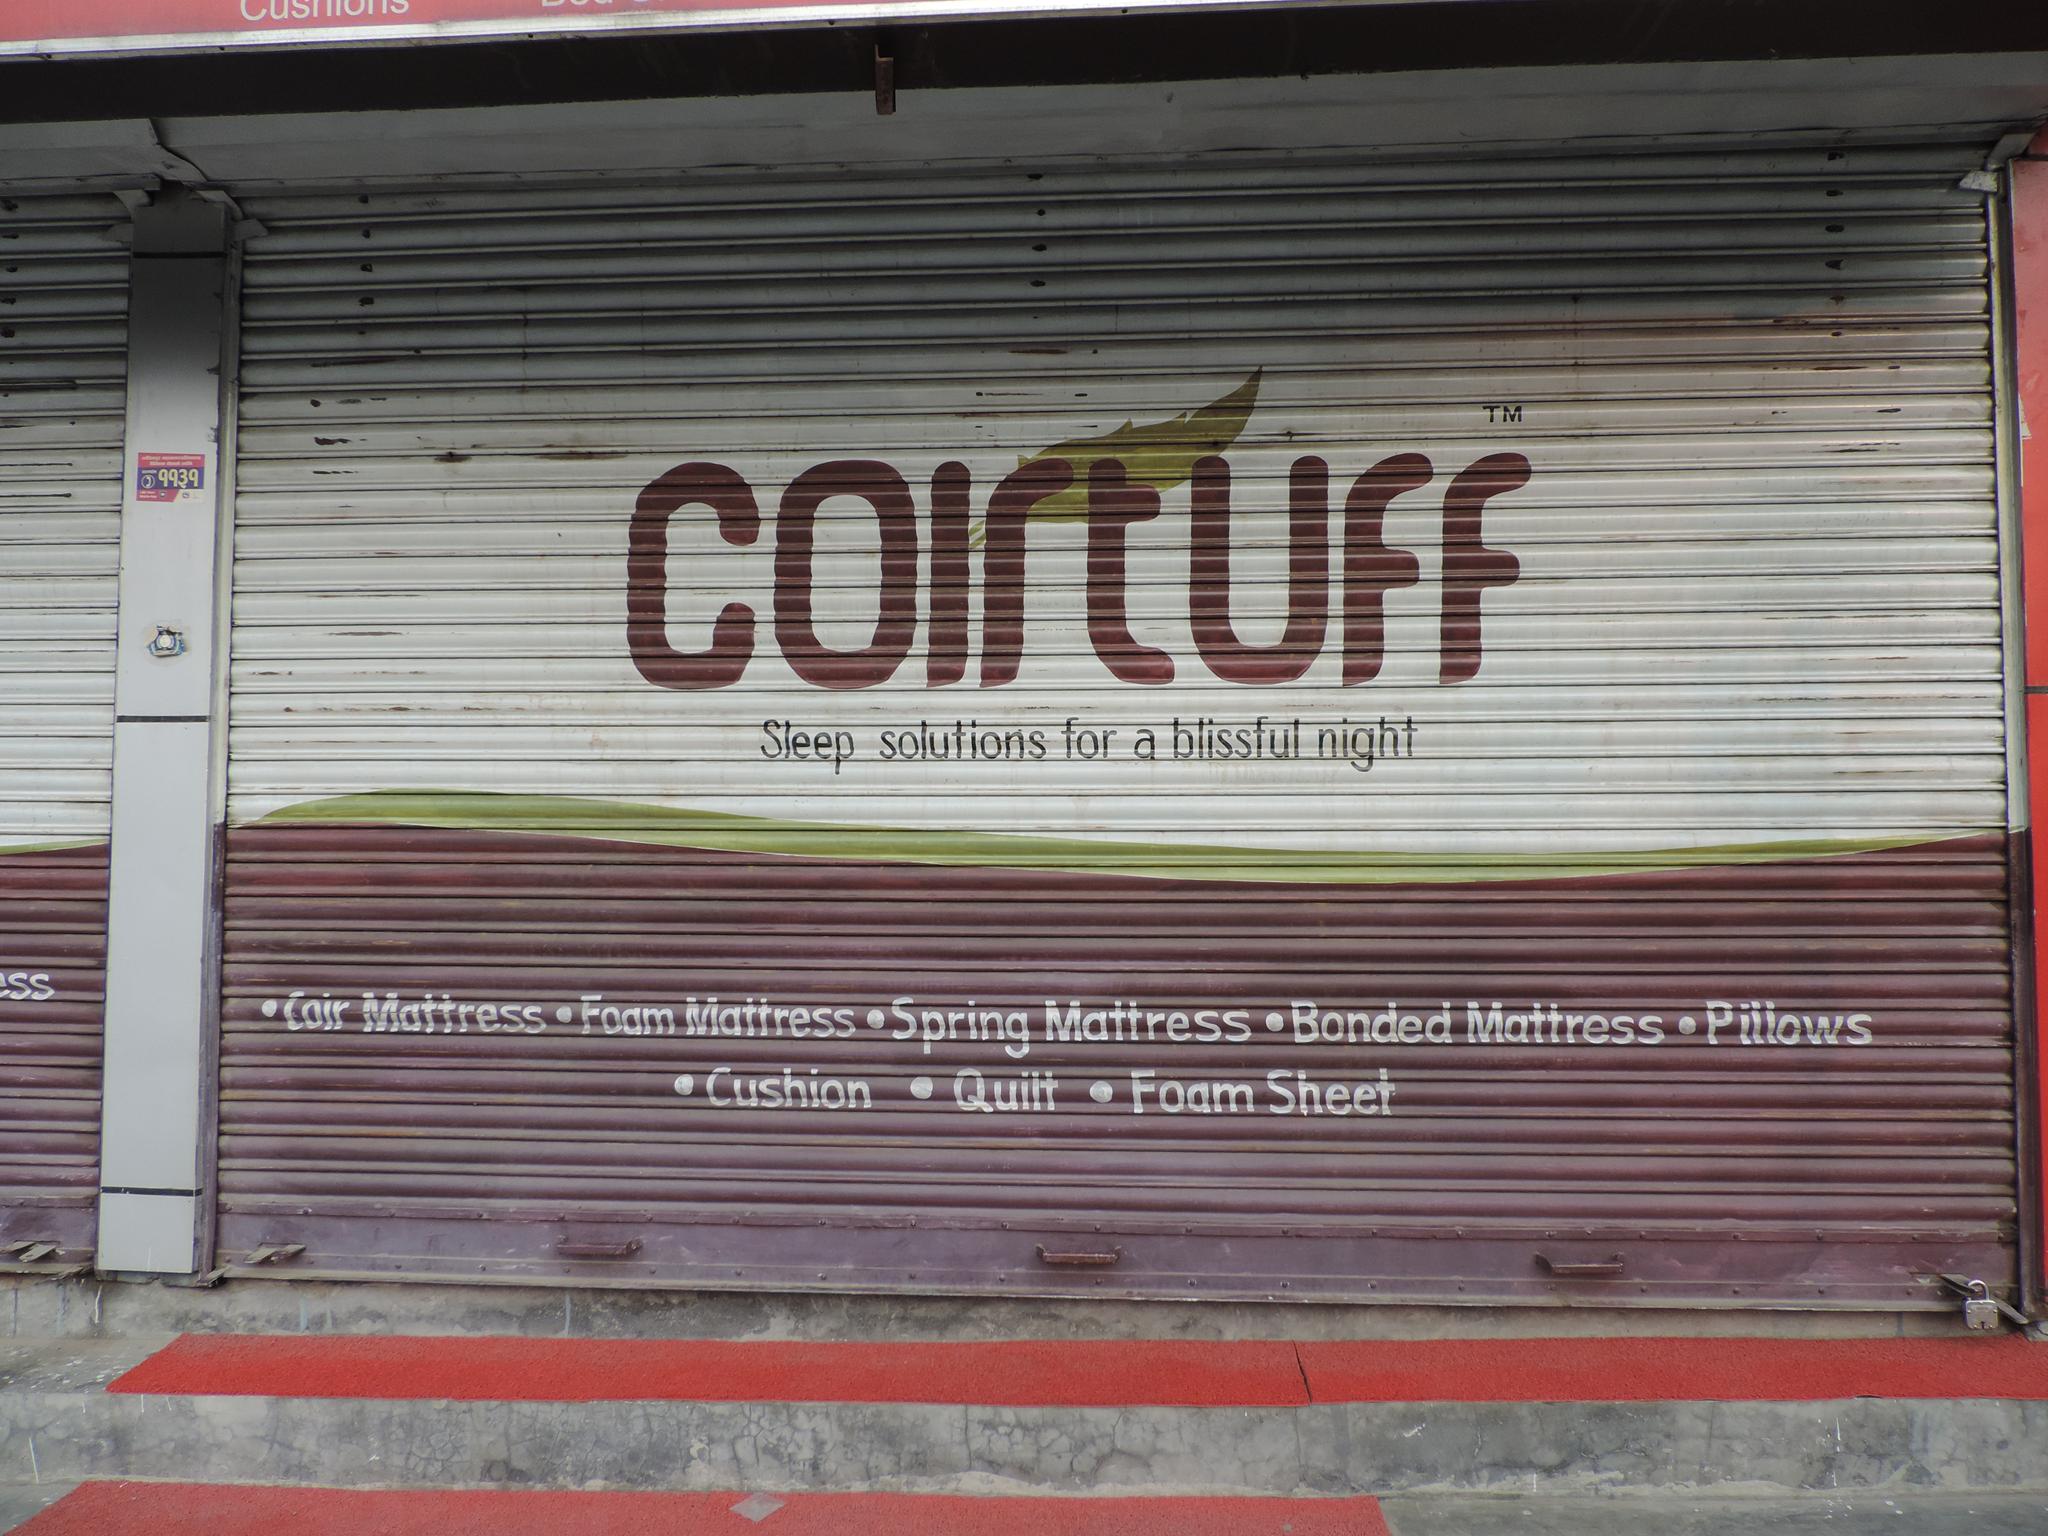 Cushions
COIrtUFF
TM
Sleep solutions for a blissful night
ess
•Coir Mattress •Foam Mattress •Spring Mattress •Bonded Mattress •Pillows
•Cushion •Quilt •Foam Sheet
११३१